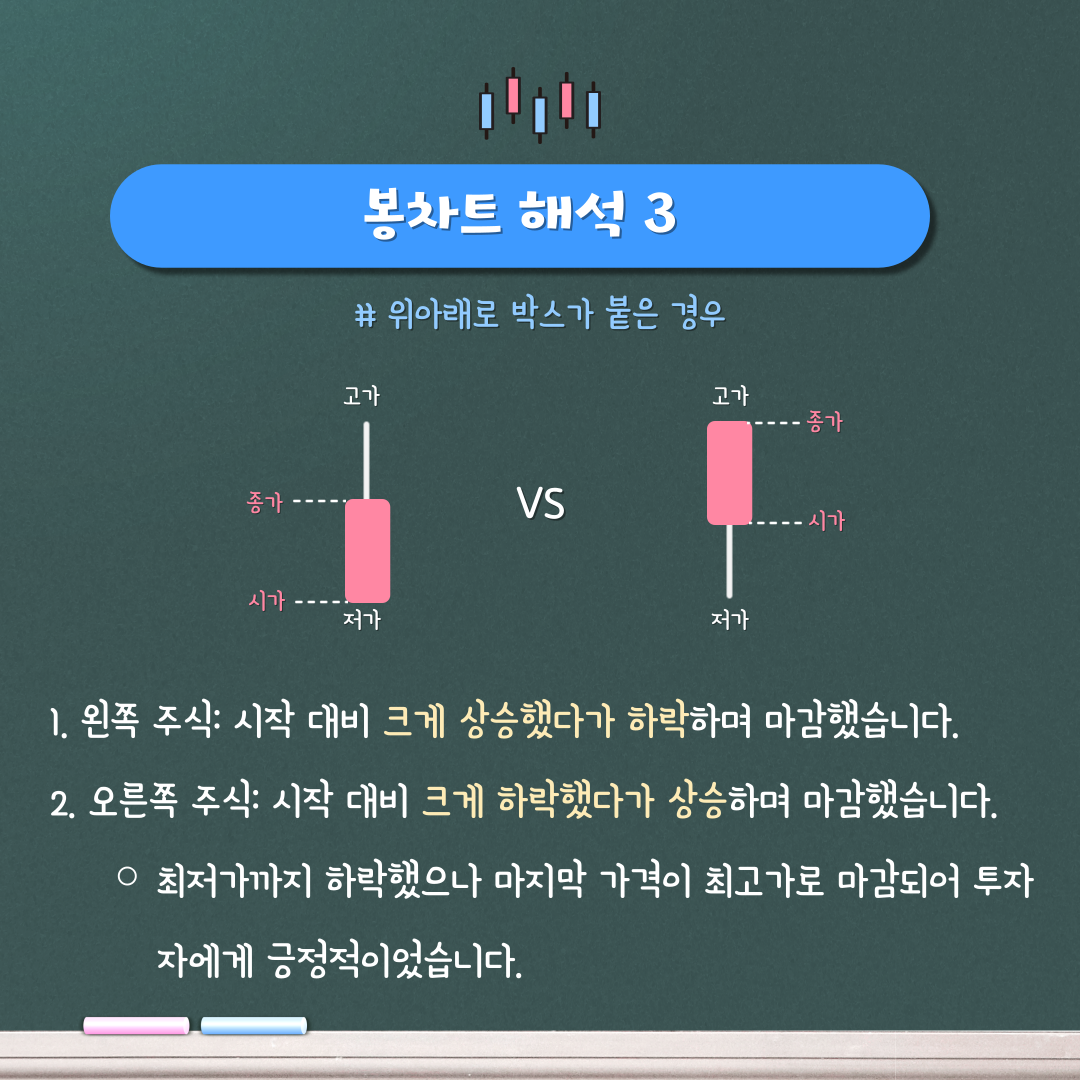 봉차트 해석 3
# 위아래로 박스가 붙은 경우
고가
종가
시가
저가
VS
고가
종가
시가
저가
1. 왼쪽 주식: 시작 대비 크게 상승했다가 하락하며 마감했습니다.
2. 오른쪽 주식: 시작 대비 크게 하락했다가 상승하며 마감했습니다.
○ 최저가까지 하락했으나 마지막 가격이 최고가로 마감되어 투자
자에게 긍정적이었습니다.